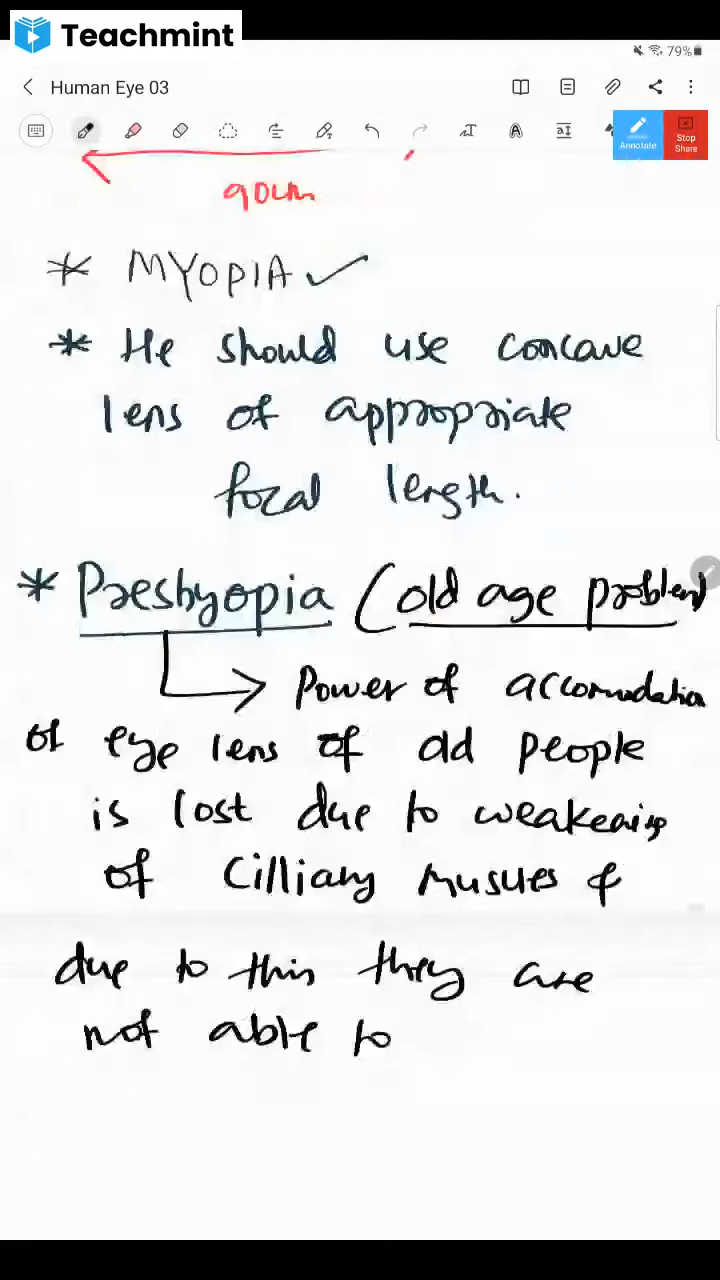 Teachmint
79%
Human Eye 03
Annotate
Stop Share
90cm
* MYOPIA ✓
* He should use concave
lens of appropriate
focal length.
* Presbyopia (old age problem)
Power of accomodation
of eye lens of old people
is lost due to weakening
of Cilliary
due to this they are
not able to